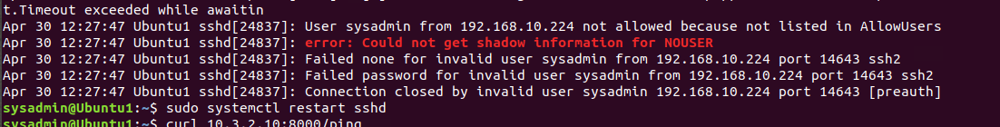 t.Timeout exceeded while awaitin
Apr 30 12:27:47 Ubuntu1 sshd[24837]: User sysadmin from 192.168.10.224 not allowed because not listed in AllowUsers
Apr 30 12:27:47 Ubuntu1 sshd[24837]: error: Could not get shadow information for NOUSER
Apr 30 12:27:47 Ubuntu1 sshd[24837]: Failed none for invalid user sysadmin from 192.168.10.224 port 14643 ssh2
Apr 30 12:27:47 Ubuntu1 sshd[24837]: Failed password for invalid user sysadmin from 192.168.10.224 port 14643 ssh2
Apr 30 12:27:47 Ubuntu1 sshd[24837]: Connection closed by invalid user sysadmin 192.168.10.224 port 14643 [preauth]
sysadmin@Ubuntu1:~$ sudo systemctl restart sshd
sysadmin@Ubuntu1:~$ curl 10.3.2.10:8000/ping